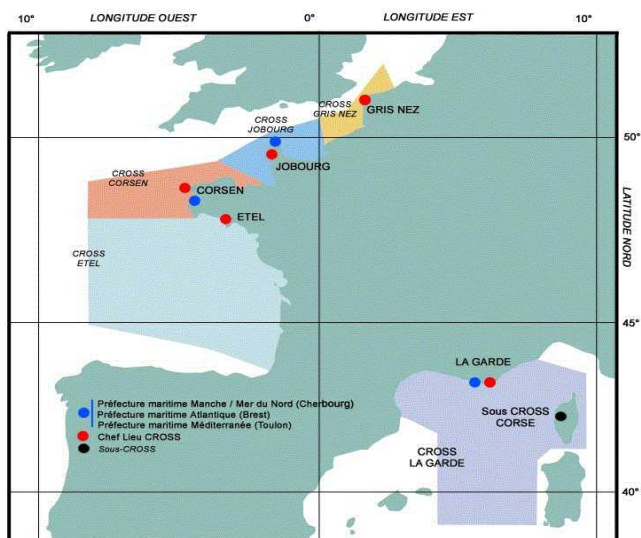 10°
LONGITUDE OUEST
0°
LONGITUDE EST
10°
CROSS
GRIS NEZ
GRIS NEZ
CROSS
JOBOURG
50°
JOBOURG
CROSS
CORSEN
CORSEN
ETEL
CROSS
ETEL
LATITUDE NORD
45°
LA GARDE
Préfecture maritime Manche / Mer du Nord (Cherbourg)
Préfecture maritime Atlantique (Brest)
Préfecture maritime Méditerranée (Toulon)
Chef Lieu CROSS
Sous-CROSS
Sous CROSS
CORSE
CROSS
LA GARDE
40°